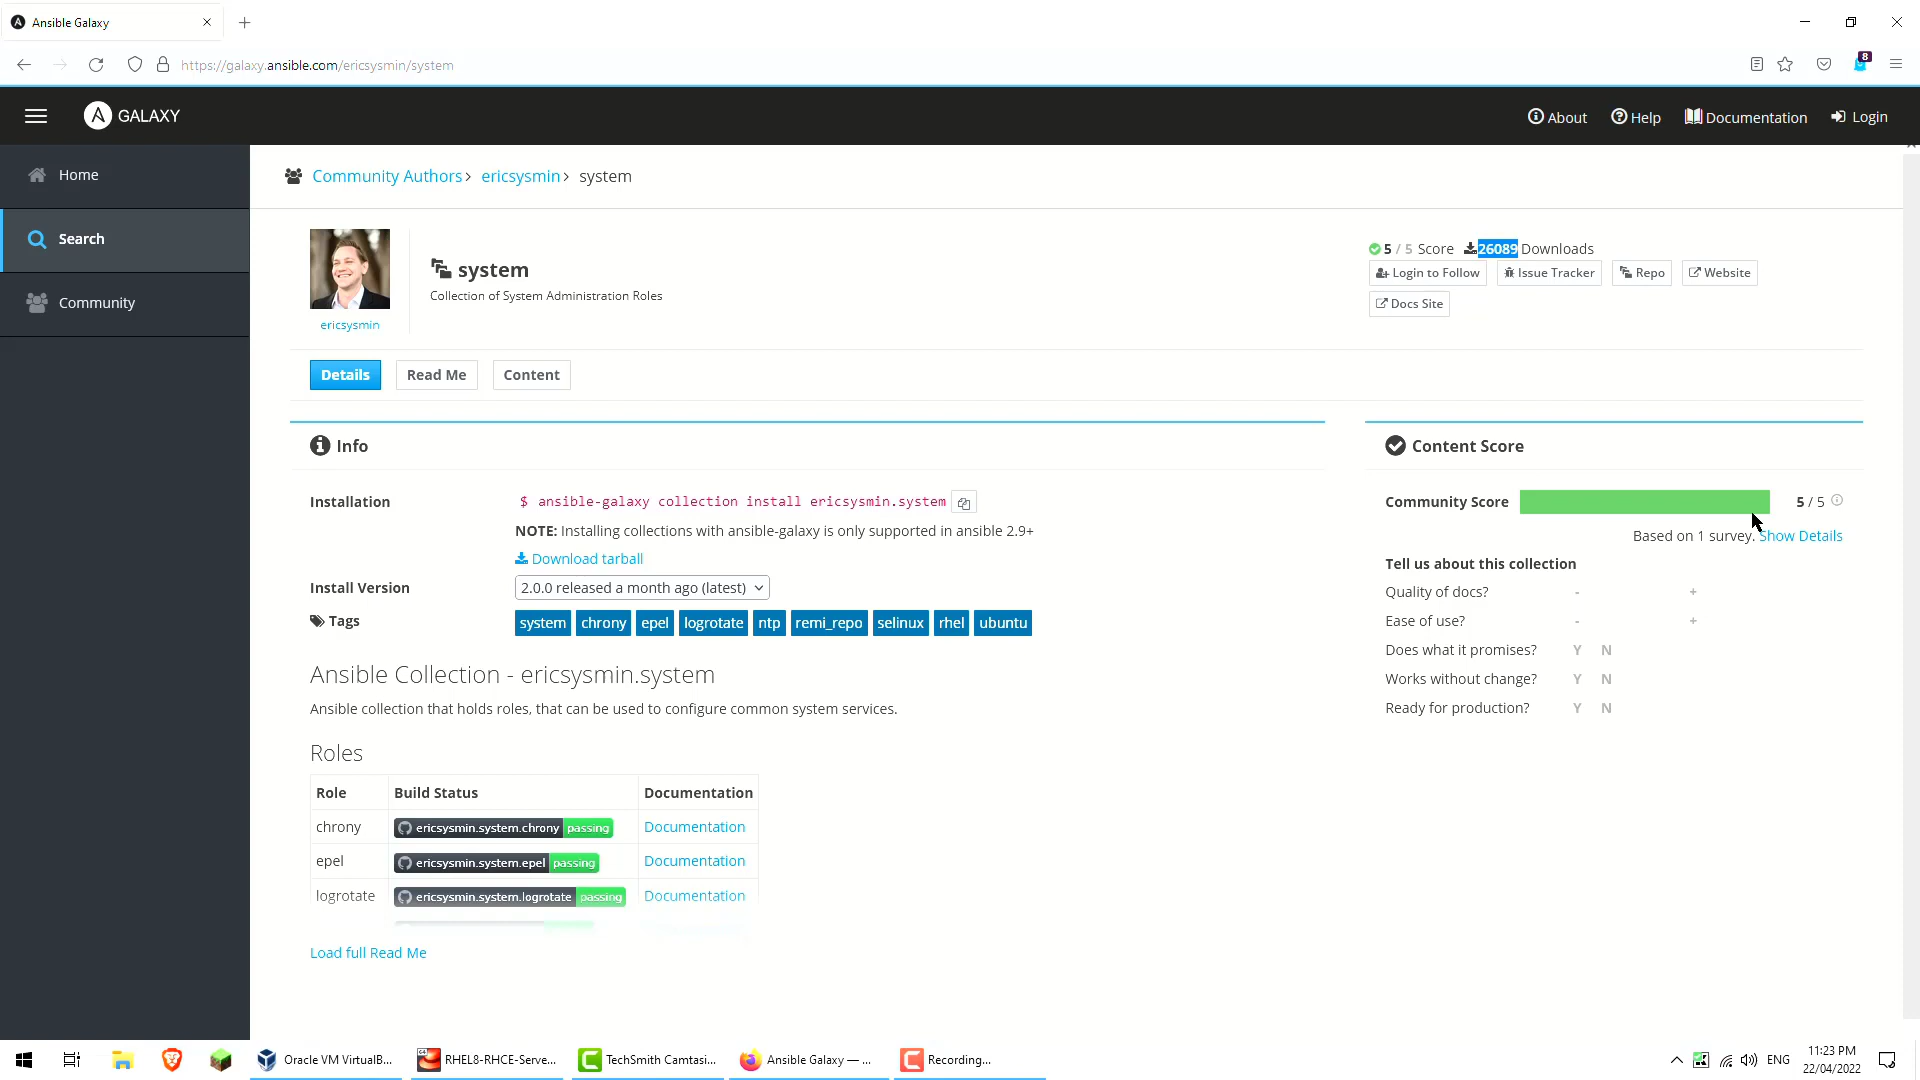 Ansible Galaxy
https://galaxy.ansible.com/ericsysmin/system
8
A GALAXY
About
Help
Documentation
Login
Home
Search
Community
Community Authors› ericsysmin› system
system
Collection of System Administration Roles
ericsysmin
5 / 5 Score 26089 Downloads
Login to Follow
Issue Tracker
Repo
Website
Docs Site
Details
Read Me
Content
Info
Installation
$ ansible-galaxy collection install ericsysmin.system
NOTE: Installing collections with ansible-galaxy is only supported in ansible 2.9+
Download tarball
Install Version
2.0.0 released a month ago (latest)
Tags
system chrony epel logrotate ntp remi_repo selinux rhel ubuntu
Ansible Collection - ericsysmin.system
Ansible collection that holds roles, that can be used to configure common system services.
Roles
Role Build Status Documentation
chrony ericsysmin.system.chrony passing Documentation
epel ericsysmin.system.epel passing Documentation
logrotate ericsysmin.system.logrotate passing Documentation
Load full Read Me
Content Score
Community Score 5 / 5
Based on 1 survey. Show Details
Tell us about this collection
Quality of docs? - +
Ease of use? - +
Does what it promises? Y N
Works without change? Y N
Ready for production? Y N
Oracle VM VirtualB...
RHEL8-RHCE-Serve...
TechSmith Camtasi...
Ansible Galaxy — ...
Recording...
ENG
11:23 PM
22/04/2022